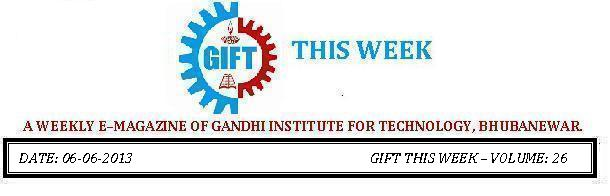 GIFT THIS WEEK
A WEEKLY E-MAGAZINE OF GANDHI INSTITUTE FOR TECHNOLOGY, BHUBANEWAR.
DATE: 06-06-2013 GIFT THIS WEEK – VOLUME: 26